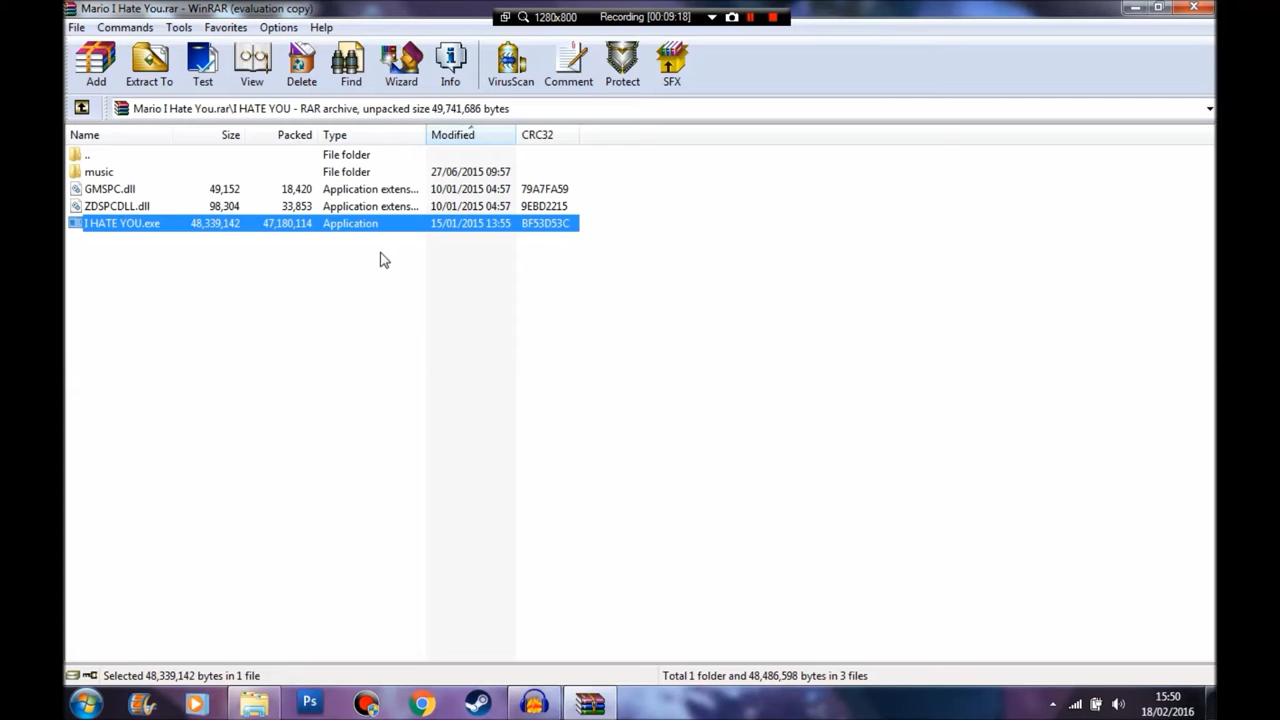 Mario I Hate You.rar - WinRAR (evaluation copy)
1280x800 Recording [00:09:18]
File Commands Tools Favorites Options Help
Add Extract To Test View Delete Find Wizard Info VirusScan Comment Protect SFX
Mario I Hate You.rar\I HATE YOU - RAR archive, unpacked size 49,741,686 bytes
Name Size Packed Type Modified CRC32
.. File folder
music File folder 27/06/2015 09:57
GMSPC.dll 49,152 18,420 Application extens... 10/01/2015 04:57 79A7FA59
ZDSPCDLL.dll 98,304 33,853 Application extens... 10/01/2015 04:57 9EBD2215
I HATE YOU.exe 48,339,142 47,180,114 Application 15/01/2015 13:55 BF53D53C
Selected 48,339,142 bytes in 1 file Total 1 folder and 48,486,598 bytes in 3 files
Ps
15:50
18/02/2016